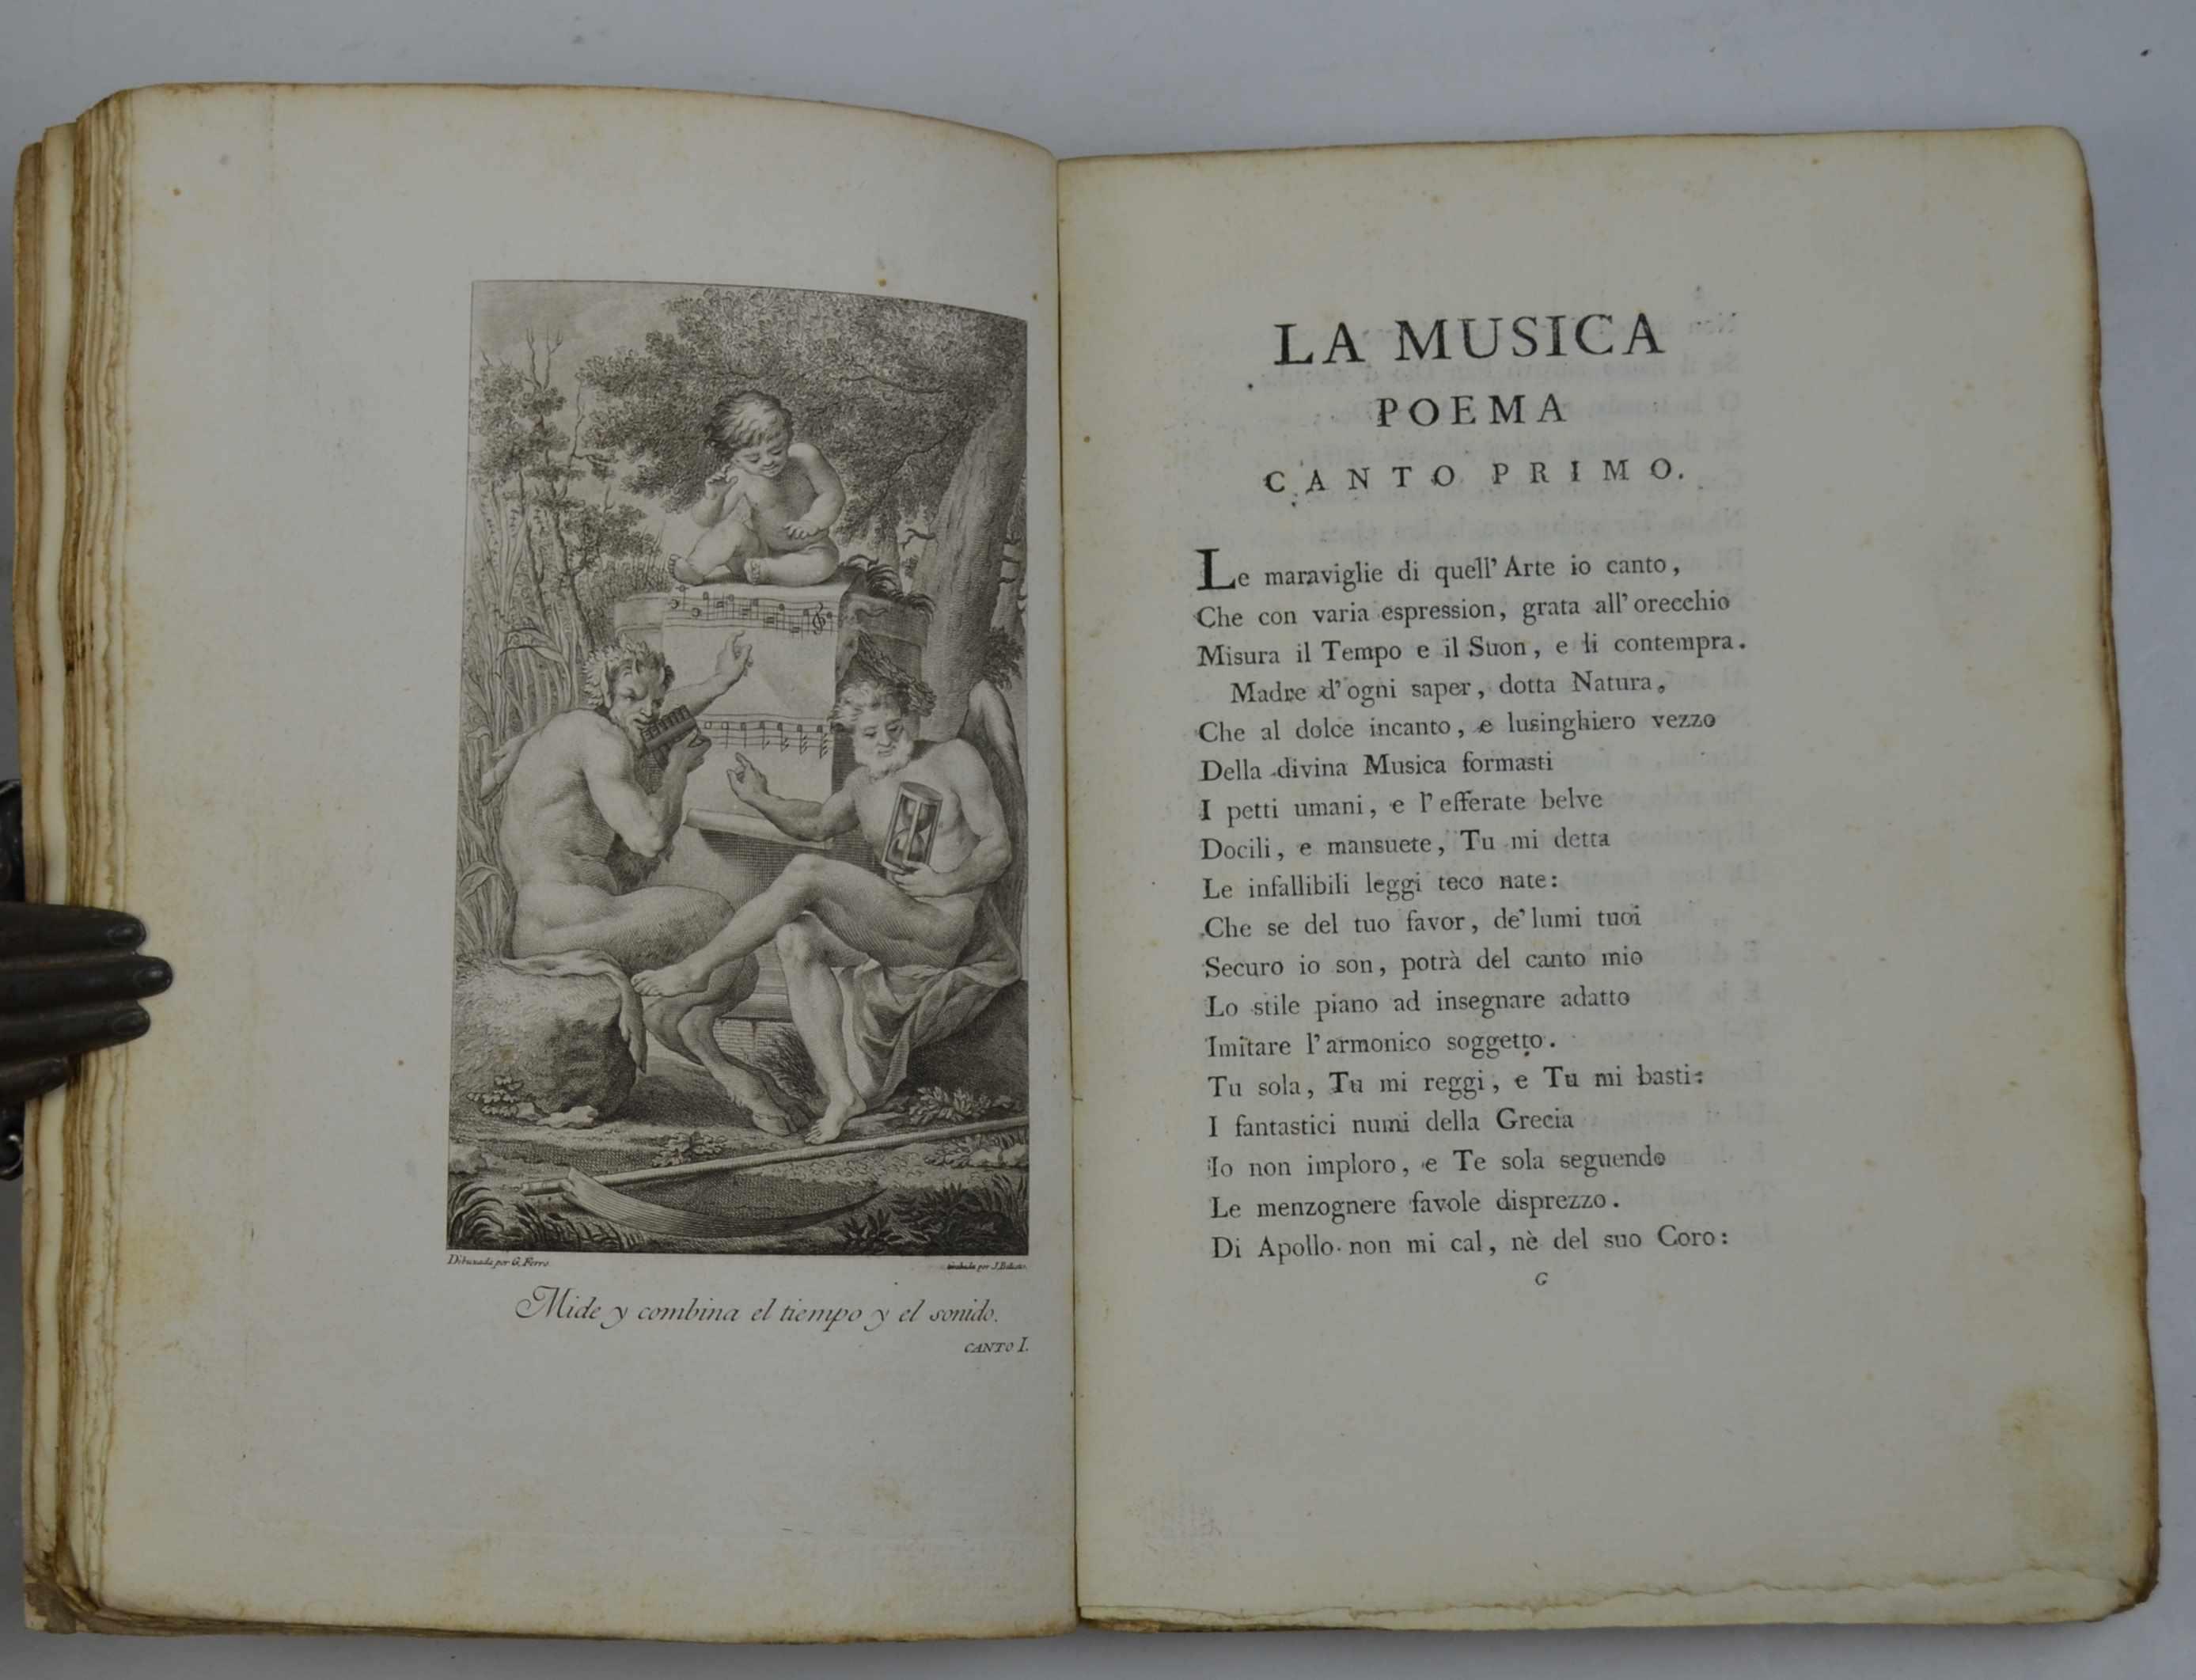 Dibuxada por G. Ferro.
por J. Ballester.
Mide y combina el tiempo y el sonido.
CANTO I.
LA MUSICA
POEMA
CANTO PRIMO.
Le maraviglie di quell' Arte io canto,
Che con varia espression, grata all' orecchio
Misura il Tempo e il Suon, e li contempra.
Madre d' ogni saper, dotta Natura,
Che al dolce incanto, e lusinghiero vezzo
Della divina Musica formasti
I petti umani, e l' efferate belve
Docili, e mansuete, Tu mi detta
Le infallibili leggi teco nate:
Che se del tuo favor, de' lumi tuoi
Securo io son, potrà del canto mio
Lo stile piano ad insegnare adatto
Imitare l' armonico soggetto.
Tu sola, Tu mi reggi, e Tu mi basti:
I fantastici numi della Grecia
Io non imploro, e Te sola seguendo
Le menzognere favole disprezzo.
Di Apollo non mi cal, nè del suo Coro:
G